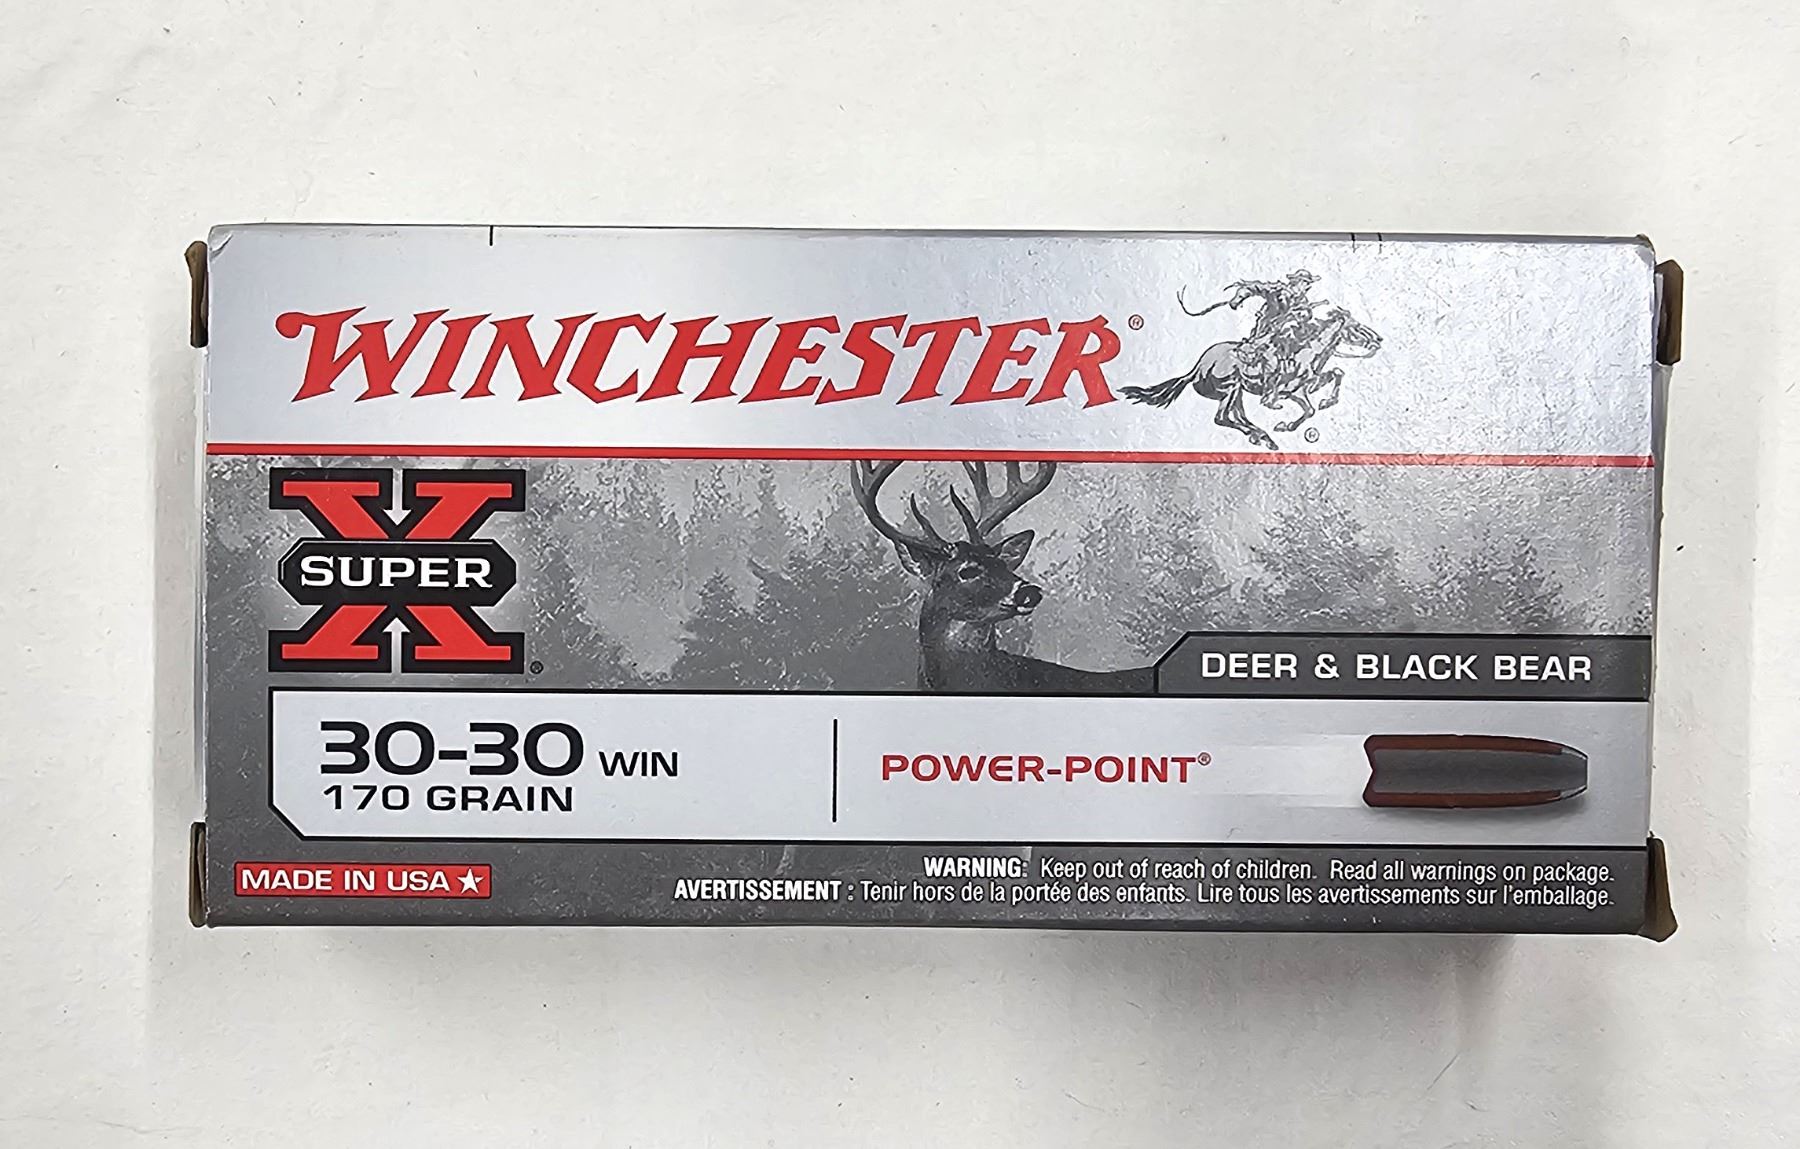 WINCHESTER®
®
X
SUPER
®
DEER & BLACK BEAR
30-30 WIN
170 GRAIN
POWER-POINT®
MADE IN USA
WARNING: Keep out of reach of children. Read all warnings on package.
AVERTISSEMENT : Tenir hors de la portée des enfants. Lire tous les avertissements sur l'emballage.